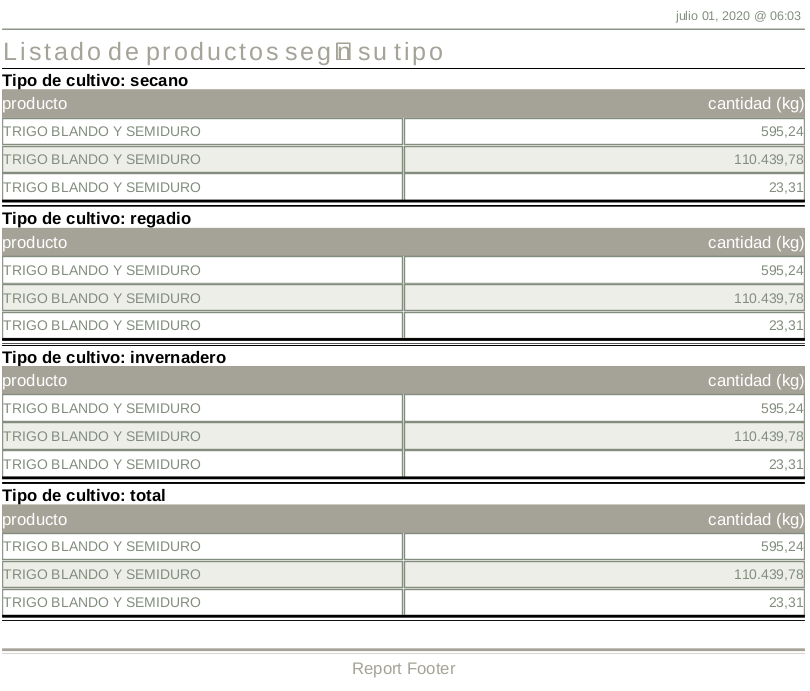 julio 01, 2020 @ 06:03
Listado de productos según su tipo
Tipo de cultivo: secano
producto cantidad (kg)
TRIGO BLANDO Y SEMIDURO 595,24
TRIGO BLANDO Y SEMIDURO 110.439,78
TRIGO BLANDO Y SEMIDURO 23,31
Tipo de cultivo: regadio
producto cantidad (kg)
TRIGO BLANDO Y SEMIDURO 595,24
TRIGO BLANDO Y SEMIDURO 110.439,78
TRIGO BLANDO Y SEMIDURO 23,31
Tipo de cultivo: invernadero
producto cantidad (kg)
TRIGO BLANDO Y SEMIDURO 595,24
TRIGO BLANDO Y SEMIDURO 110.439,78
TRIGO BLANDO Y SEMIDURO 23,31
Tipo de cultivo: total
producto cantidad (kg)
TRIGO BLANDO Y SEMIDURO 595,24
TRIGO BLANDO Y SEMIDURO 110.439,78
TRIGO BLANDO Y SEMIDURO 23,31
Report Footer